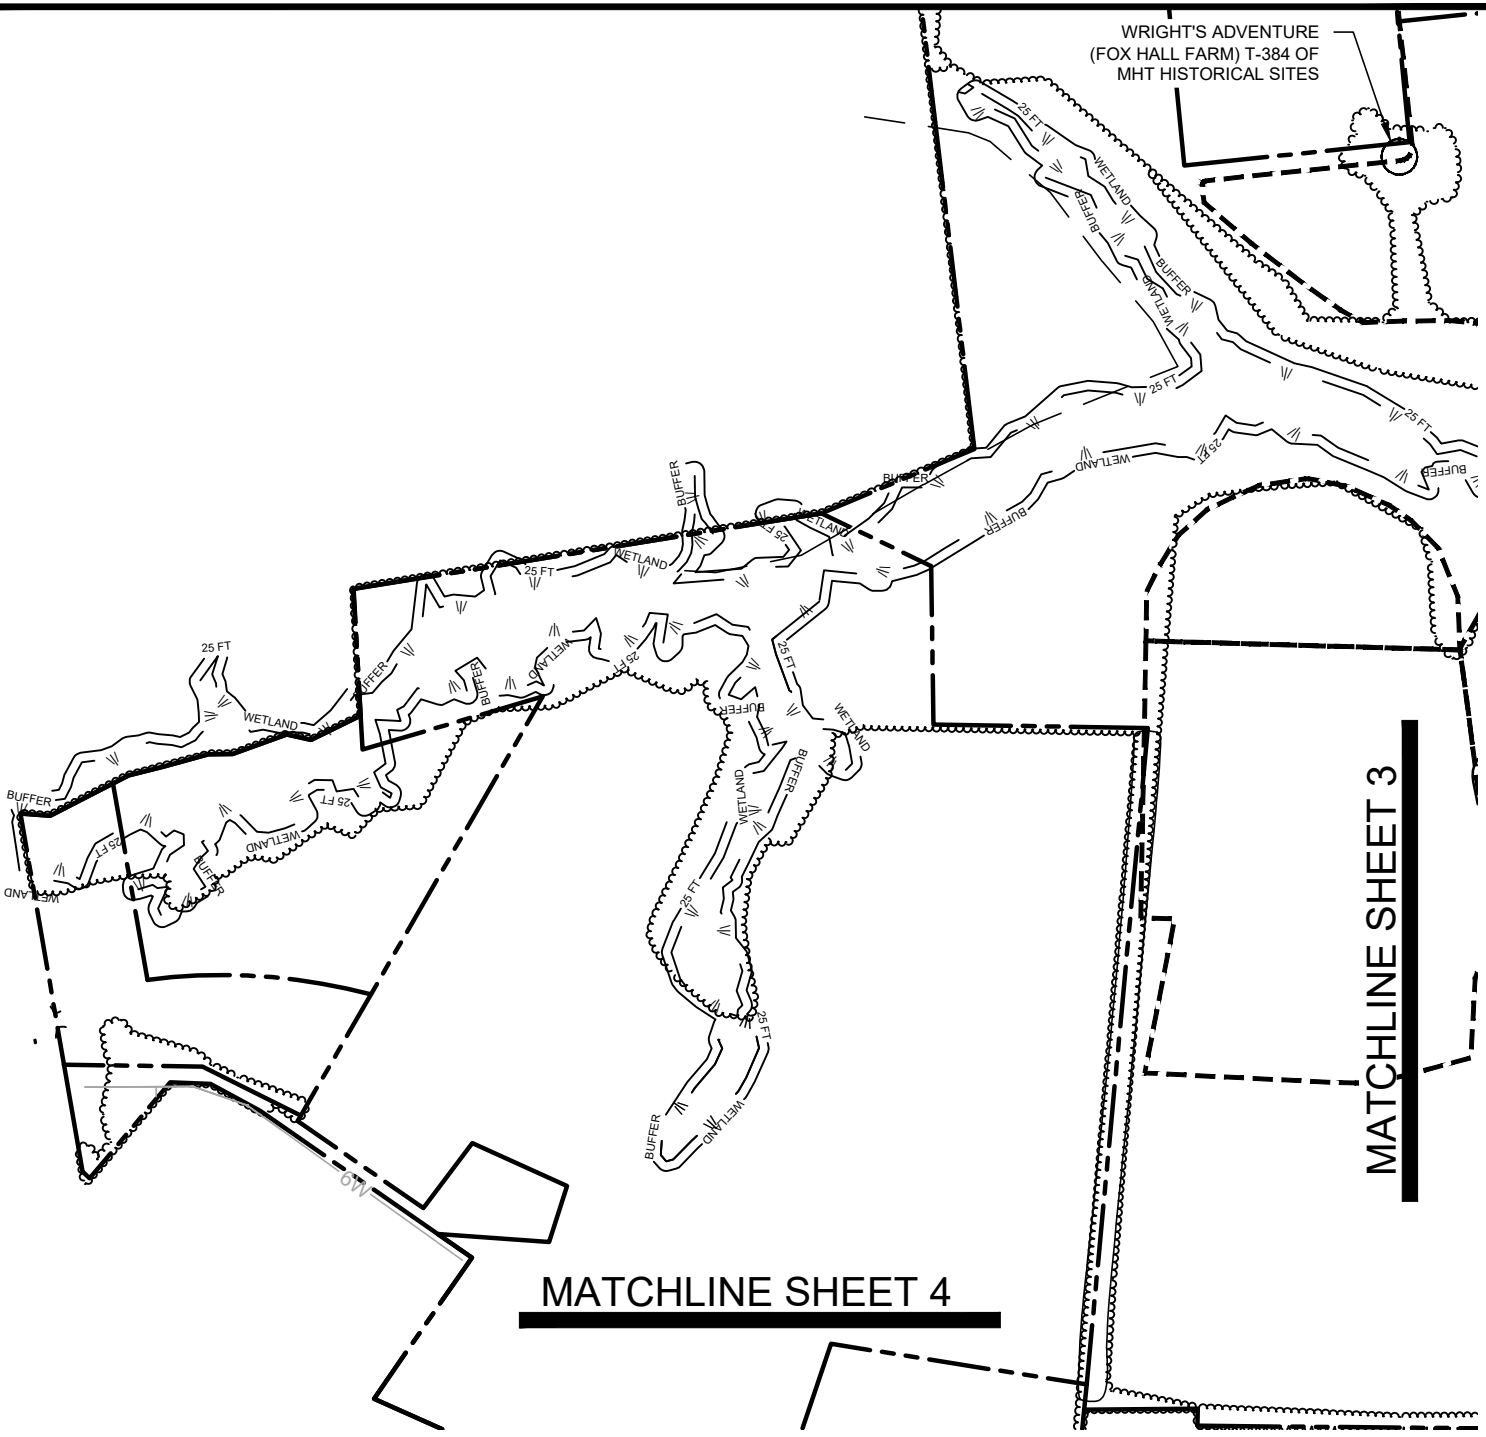 WRIGHT'S ADVENTURE
(FOX HALL FARM) T-384 OF
MHT HISTORICAL SITES
25 FT
WETLAND
BUFFER
BUFFER
WETLAND
25 FT
25 FT
BUFFER
25 FT
WETLAND
BUFFER
BUFFER
BUFFER
25 FT
WETLAND
WETLAND
25 FT
25 FT
WETLAND
25 FT
25 FT
BUFFER
BUFFER
WETLAND
BUFFER
WETLAND
WETLAND
BUFFER
WETLAND
25 FT
BUFFER
WETLAND
25 FT
BUFFER
WETLAND
25 FT
25 FT
BUFFER
WETLAND
6W
MATCHLINE SHEET 3
MATCHLINE SHEET 4